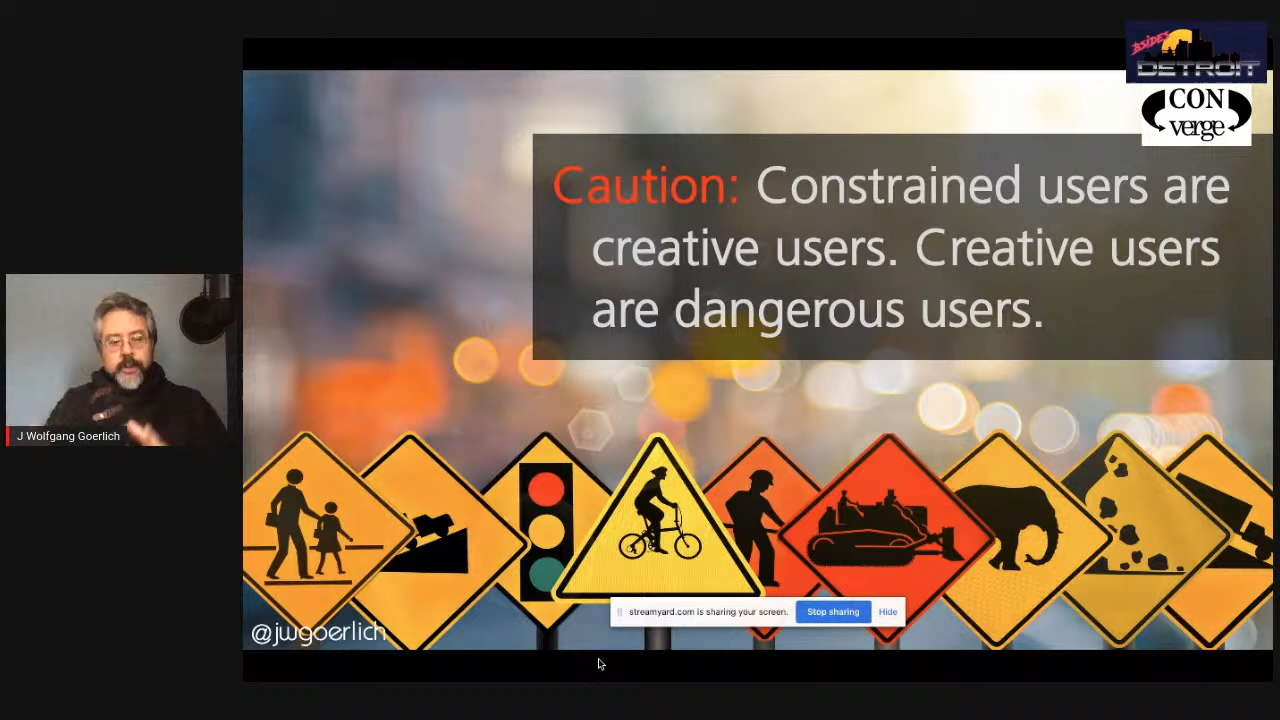 BSIDES
DETROIT
CON
verge
Caution: Constrained users are
creative users. Creative users
are dangerous users.
J Wolfgang Goerlich
streamyard.com is sharing your screen.
Stop sharing
Hide
@jwgoerlich